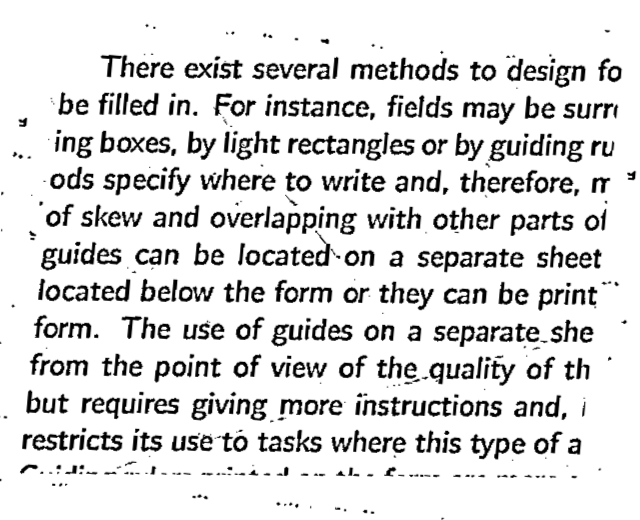 There exist several methods to design fo
be filled in. For instance, fields may be surr
ing boxes, by light rectangles or by guiding ru
ods specify where to write and, therefore, m
of skew and overlapping with other parts of
guides can be located on a separate sheet
located below the form or they can be print
form. The use of guides on a separate she
from the point of view of the quality of th
but requires giving more instructions and, i
restricts its use to tasks where this type of a